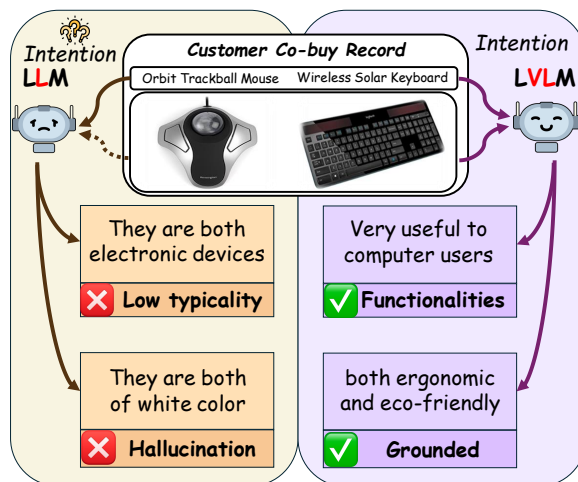 Customer Co-buy Record
Intention
LLM
Intention
LVLM
Orbit Trackball Mouse
Wireless Solar Keyboard
They are both
electronic devices
Low typicality
They are both
of white color
Hallucination
Very useful to
computer users
Functionalities
both ergonomic
and eco-friendly
Grounded